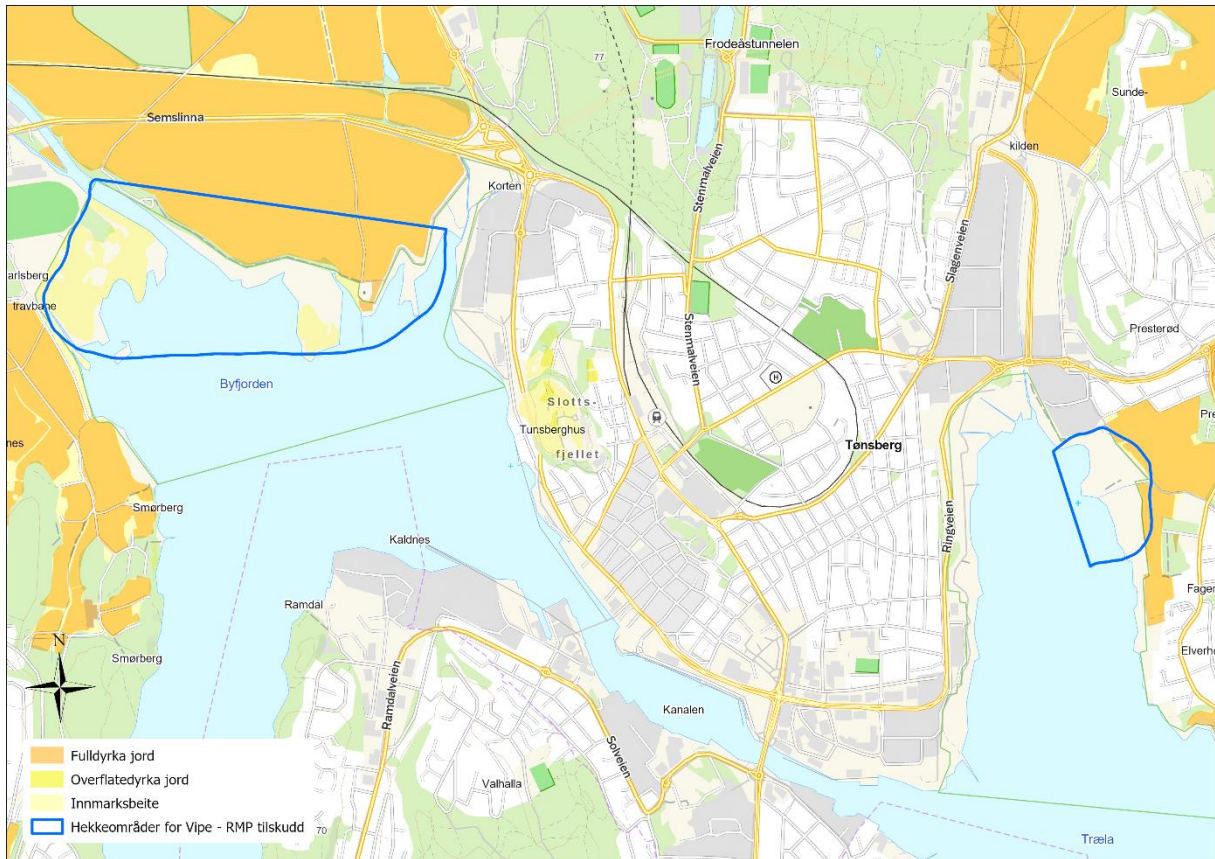 Frodeåstunnelen
77
Sunde-
Semslinna
kilden
Korten
Stenmalveien
Slagenveien
arlsberg
travbane
Presterød
Stenmalveien
Byfjorden
H
Slotts-
Tunsberghus
fjellet
Tønsberg
Pre
nes
Smørberg
Kaldnes
Ringveien
Ramdal
Fager
N
Smørberg
Elverhø
Ramdalveien
Kanalen
Solveien
Valhalla
70
Træla
Fulldyrka jord
Overflatedyrka jord
Innmarksbeite
Hekkeområder for Vipe - RMP tilskudd